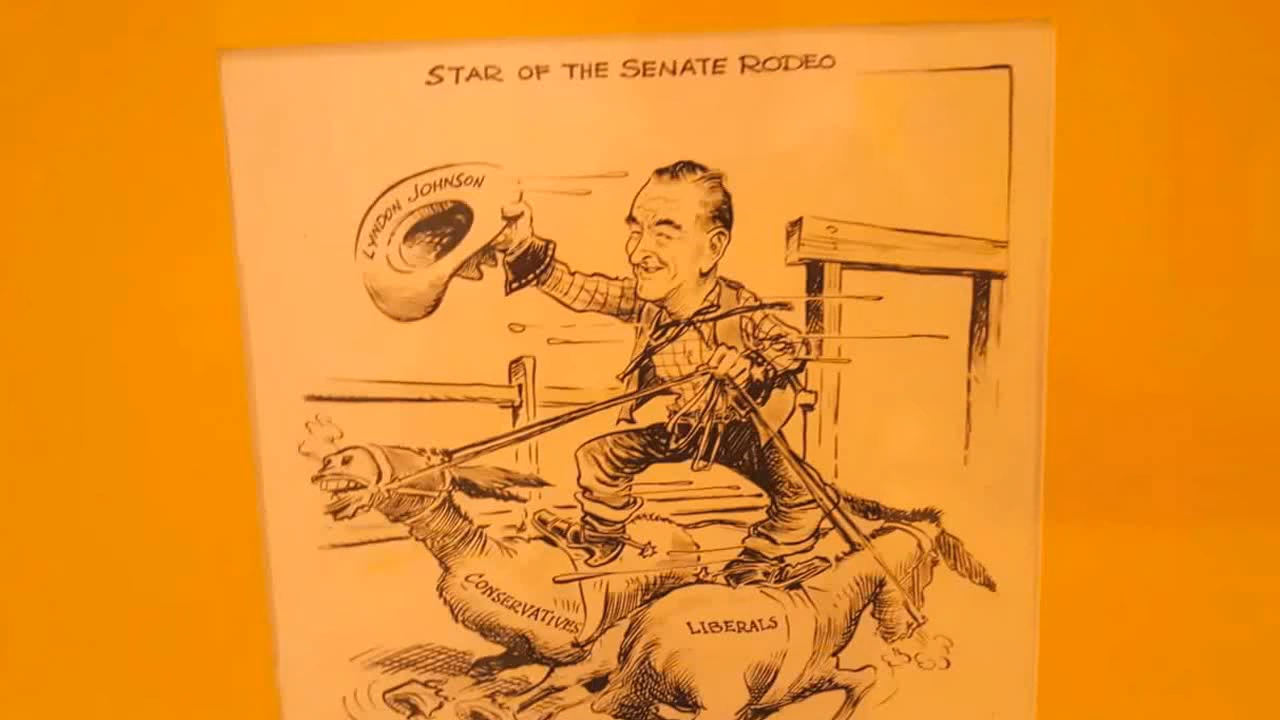 STAR OF THE SENATE RODEO
LYNDON JOHNSON
CONSERVATIVES
LIBERALS